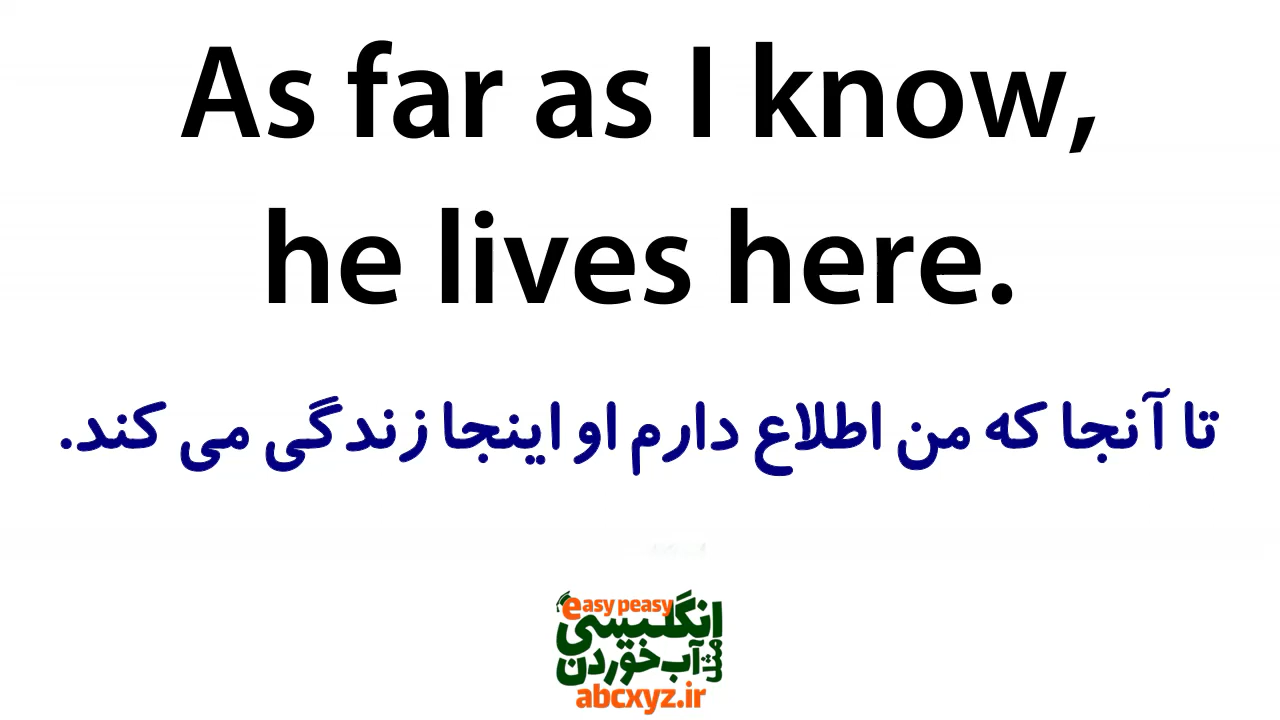 As far as I know,
he lives here.
تا آنجا که من اطلاع دارم او اینجا زندگی می کند.
easy peasy
انگلیسی
مثل آب خوردن
abcxyz.ir